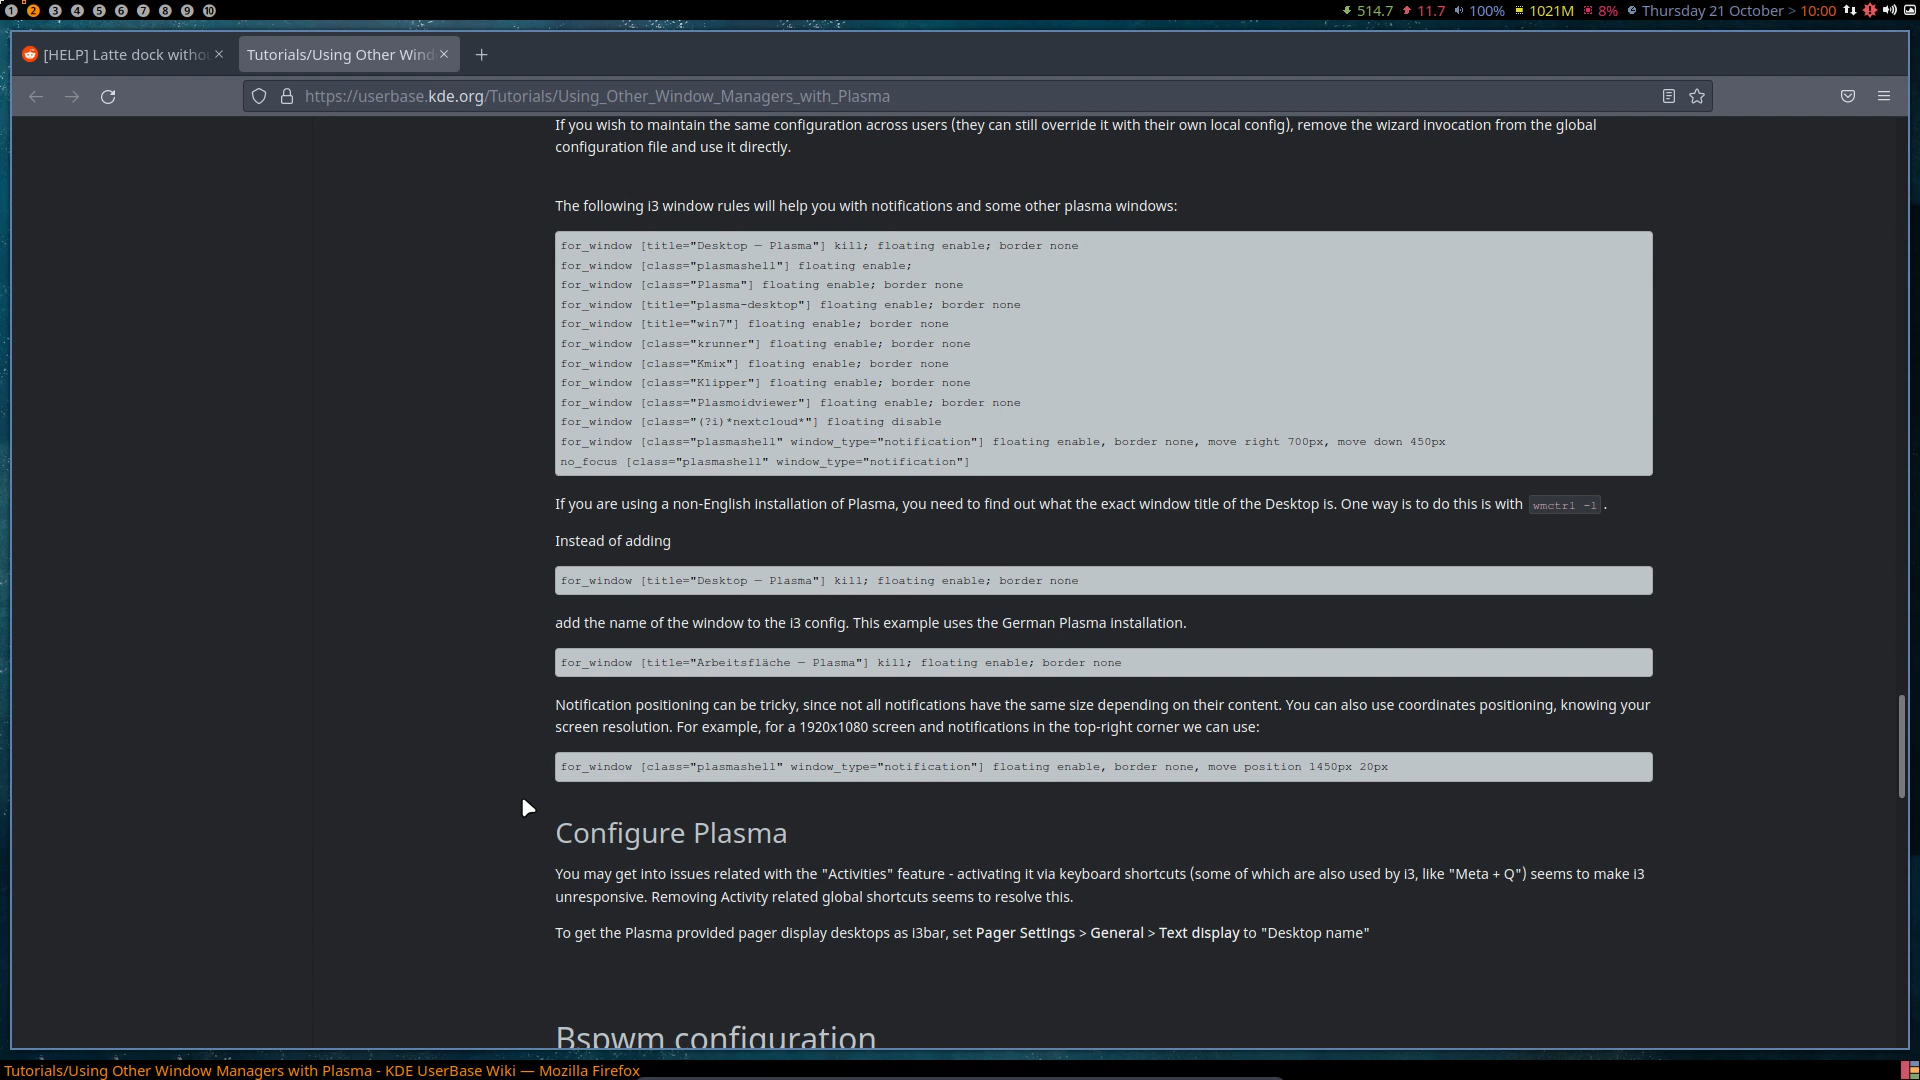 1 2 3 4 5 6 7 8 9 10 514.7 11.7 100% 1021M 8% Thursday 21 October > 10:00
[HELP] Latte dock witho Tutorials/Using Other Wind
https://userbase.kde.org/Tutorials/Using_Other_Window_Managers_with_Plasma
If you wish to maintain the same configuration across users (they can still override it with their own local config), remove the wizard invocation from the global
configuration file and use it directly.
The following i3 window rules will help you with notifications and some other plasma windows:
for_window [title="Desktop — Plasma"] kill; floating enable; border none
for_window [class="plasmashell"] floating enable;
for_window [class="Plasma"] floating enable; border none
for_window [title="plasma-desktop"] floating enable; border none
for_window [title="win7"] floating enable; border none
for_window [class="krunner"] floating enable; border none
for_window [class="Kmix"] floating enable; border none
for_window [class="Klipper"] floating enable; border none
for_window [class="Plasmoidviewer"] floating enable; border none
for_window [class="(?i)*nextcloud*"] floating disable
for_window [class="plasmashell" window_type="notification"] floating enable, border none, move right 700px, move down 450px
no_focus [class="plasmashell" window_type="notification"]
If you are using a non-English installation of Plasma, you need to find out what the exact window title of the Desktop is. One way is to do this is with wmctrl -l .
Instead of adding
for_window [title="Desktop — Plasma"] kill; floating enable; border none
add the name of the window to the i3 config. This example uses the German Plasma installation.
for_window [title="Arbeitsfläche — Plasma"] kill; floating enable; border none
Notification positioning can be tricky, since not all notifications have the same size depending on their content. You can also use coordinates positioning, knowing your
screen resolution. For example, for a 1920x1080 screen and notifications in the top-right corner we can use:
for_window [class="plasmashell" window_type="notification"] floating enable, border none, move position 1450px 20px
Configure Plasma
You may get into issues related with the "Activities" feature - activating it via keyboard shortcuts (some of which are also used by i3, like "Meta + Q") seems to make i3
unresponsive. Removing Activity related global shortcuts seems to resolve this.
To get the Plasma provided pager display desktops as i3bar, set Pager Settings > General > Text display to "Desktop name"
Bspwm configuration
Tutorials/Using Other Window Managers with Plasma - KDE UserBase Wiki — Mozilla Firefox